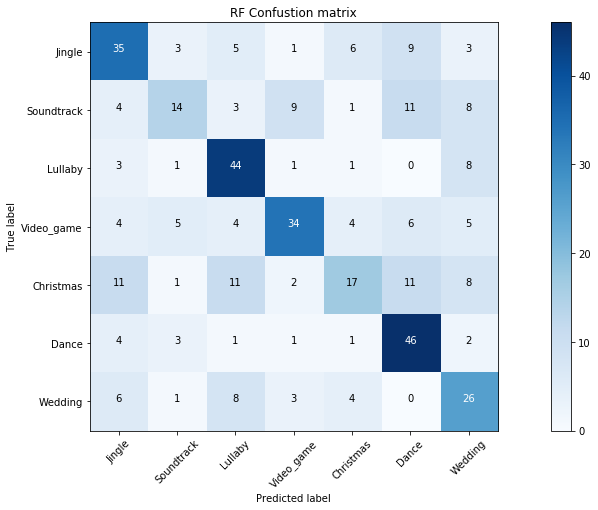 RF Confustion matrix
True label
Jingle 35 3 5 1 6 9 3
Soundtrack 4 14 3 9 1 11 8
Lullaby 3 1 44 1 1 0 8
Video_game 4 5 4 34 4 6 5
Christmas 11 1 11 2 17 11 8
Dance 4 3 1 1 1 46 2
Wedding 6 1 8 3 4 0 26
Jingle Soundtrack Lullaby Video_game Christmas Dance Wedding
Predicted label
40
30
20
10
0